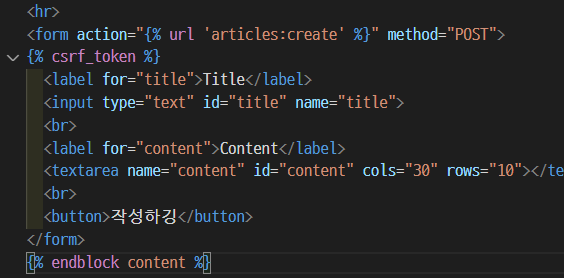 <hr>
<form action="{% url 'articles:create' %}" method="POST">
{% csrf_token %}
<label for="title">Title</label>
<input type="text" id="title" name="title">
<br>
<label for="content">Content</label>
<textarea name="content" id="content" cols="30" rows="10"></te
<br>
<button>작성하깅</button>
</form>
{% endblock content %}